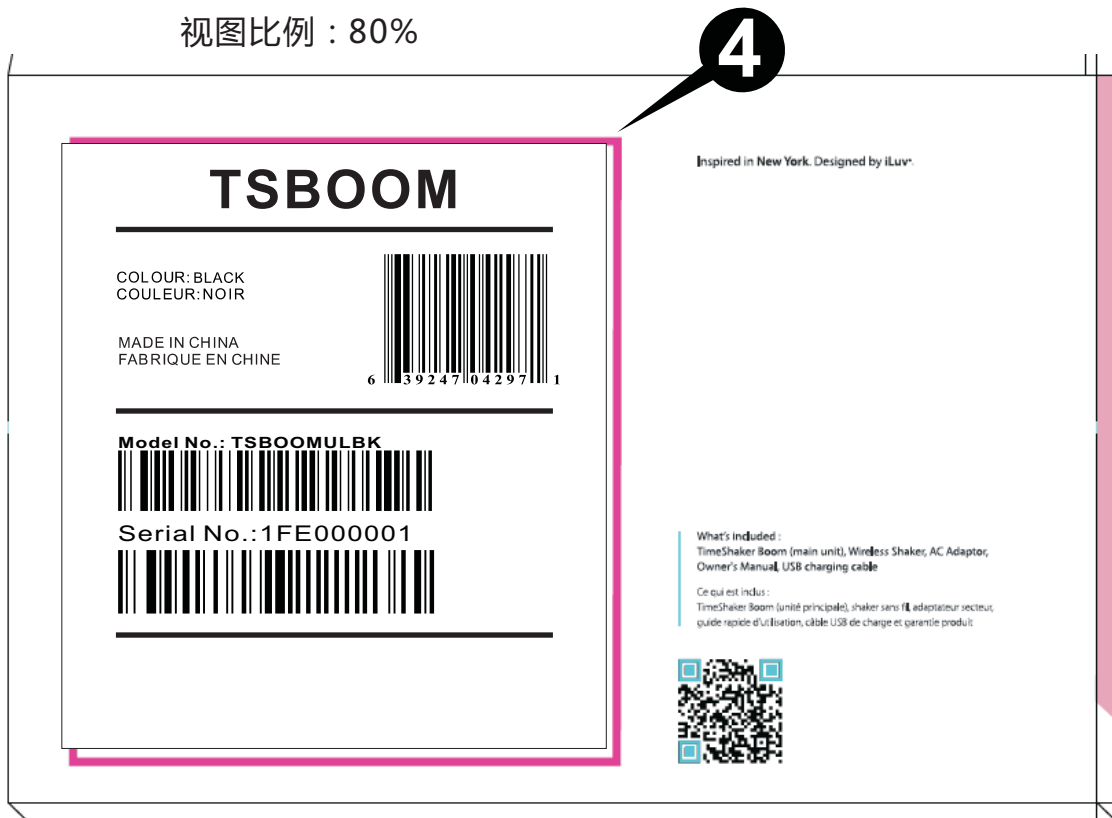 视图比例：80%
4
TSBOOM
COLOUR:BLACK
COULEUR:NOIR
MADE IN CHINA
FABRIQUE EN CHINE
6 39247 04297 1
Model No.: TSBOOMULBK
Serial No.:1FE000001
Inspired in New York. Designed by iLuv®.
What's included :
TimeShaker Boom (main unit), Wireless Shaker, AC Adaptor,
Owner's Manual, USB charging cable
Ce qui est inclus :
TimeShaker Boom (unité principale), shaker sans fil, adaptateur secteur,
guide rapide d'utilisation, câble USB de charge et garantie produit